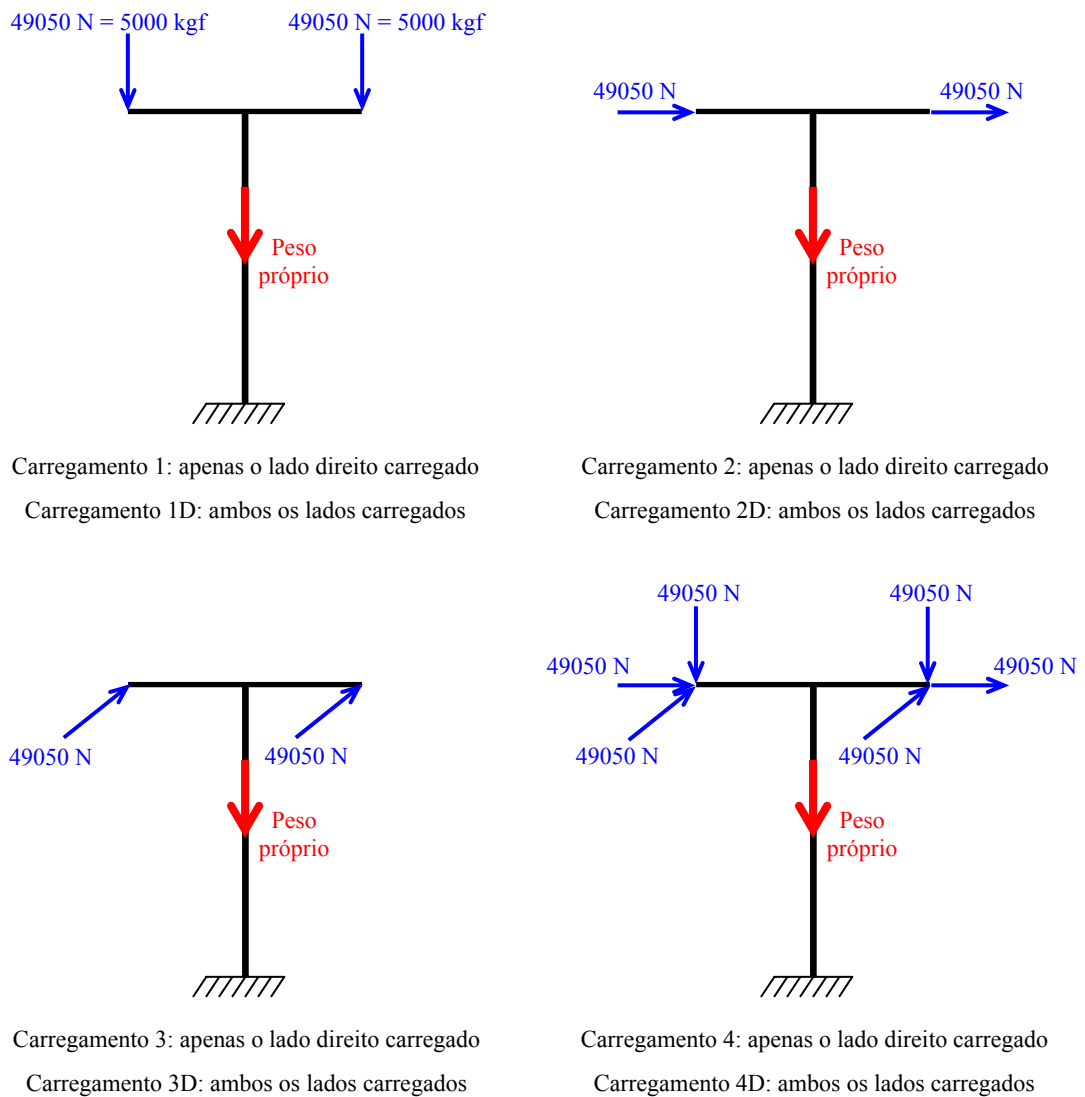 49050 N = 5000 kgf
49050 N = 5000 kgf
Peso
próprio
49050 N
49050 N
Peso
próprio
Carregamento 1: apenas o lado direito carregado
Carregamento 1D: ambos os lados carregados
Carregamento 2: apenas o lado direito carregado
Carregamento 2D: ambos os lados carregados
49050 N
49050 N
Peso
próprio
49050 N
49050 N
49050 N
49050 N
49050 N
49050 N
Peso
próprio
Carregamento 3: apenas o lado direito carregado
Carregamento 3D: ambos os lados carregados
Carregamento 4: apenas o lado direito carregado
Carregamento 4D: ambos os lados carregados